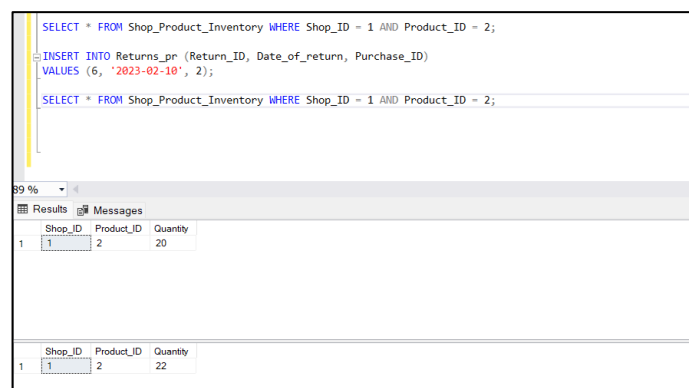 SELECT * FROM Shop_Product_Inventory WHERE Shop_ID = 1 AND Product_ID = 2;
INSERT INTO Returns_pr (Return_ID, Date_of_return, Purchase_ID)
VALUES (6, '2023-02-10', 2);
SELECT * FROM Shop_Product_Inventory WHERE Shop_ID = 1 AND Product_ID = 2;
89 %
Results Messages
Shop_ID Product_ID Quantity
1 1 2 20
Shop_ID Product_ID Quantity
1 1 2 22